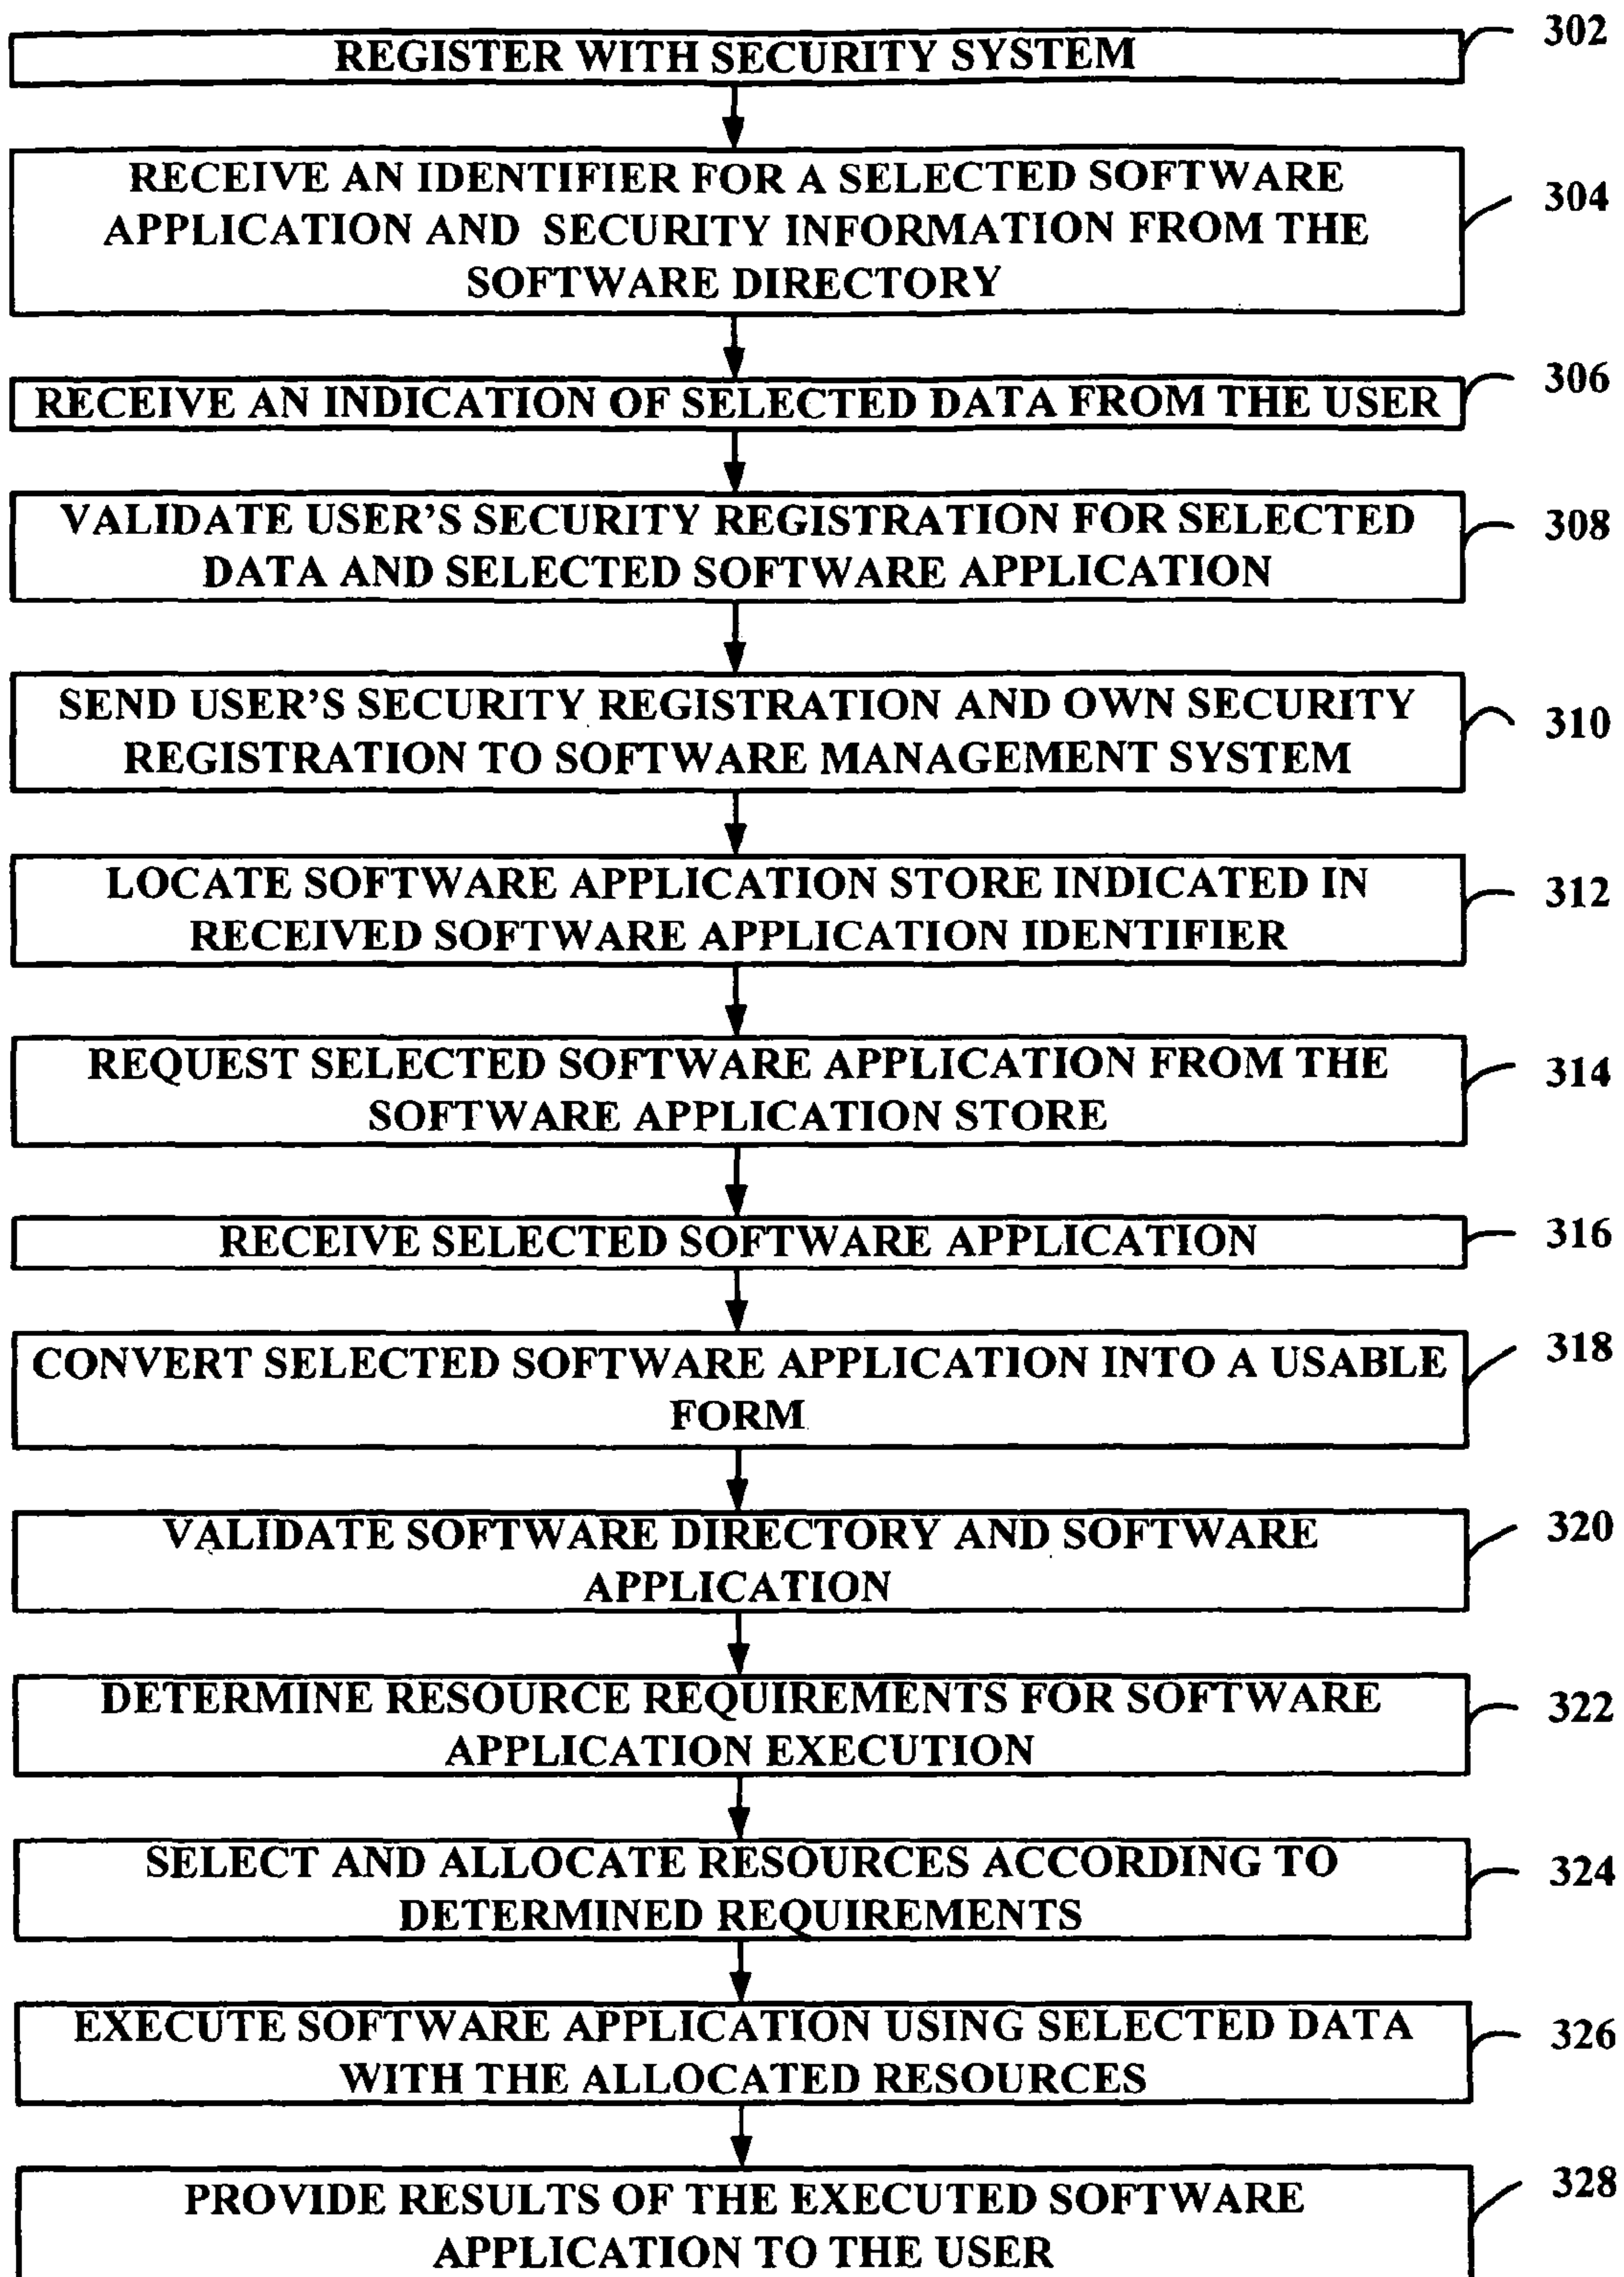 REGISTER WITH SECURITY SYSTEM
302
RECEIVE AN IDENTIFIER FOR A SELECTED SOFTWARE
APPLICATION AND SECURITY INFORMATION FROM THE
SOFTWARE DIRECTORY
304
RECEIVE AN INDICATION OF SELECTED DATA FROM THE USER
306
VALIDATE USER'S SECURITY REGISTRATION FOR SELECTED
DATA AND SELECTED SOFTWARE APPLICATION
308
SEND USER'S SECURITY REGISTRATION AND OWN SECURITY
REGISTRATION TO SOFTWARE MANAGEMENT SYSTEM
310
LOCATE SOFTWARE APPLICATION STORE INDICATED IN
RECEIVED SOFTWARE APPLICATION IDENTIFIER
312
REQUEST SELECTED SOFTWARE APPLICATION FROM THE
SOFTWARE APPLICATION STORE
314
RECEIVE SELECTED SOFTWARE APPLICATION
316
CONVERT SELECTED SOFTWARE APPLICATION INTO A USABLE
FORM
318
VALIDATE SOFTWARE DIRECTORY AND SOFTWARE
APPLICATION
320
DETERMINE RESOURCE REQUIREMENTS FOR SOFTWARE
APPLICATION EXECUTION
322
SELECT AND ALLOCATE RESOURCES ACCORDING TO
DETERMINED REQUIREMENTS
324
EXECUTE SOFTWARE APPLICATION USING SELECTED DATA
WITH THE ALLOCATED RESOURCES
326
PROVIDE RESULTS OF THE EXECUTED SOFTWARE
APPLICATION TO THE USER
328